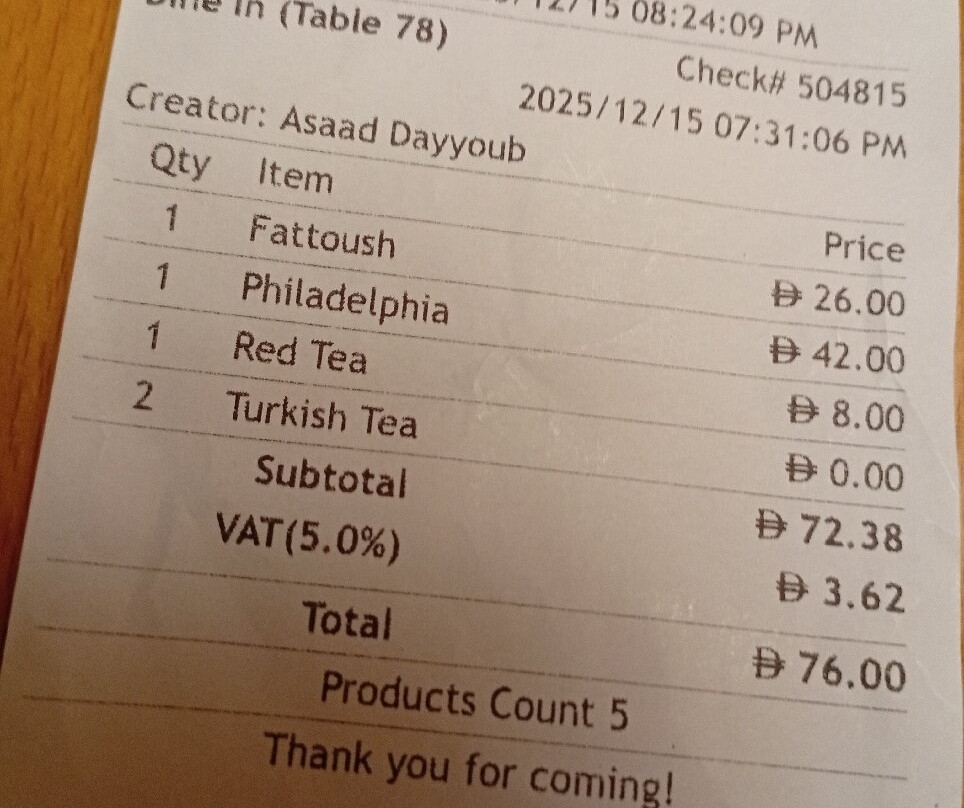 /12/15 08:24:09 PM
Dine In (Table 78)
Check# 504815
2025/12/15 07:31:06 PM
Creator: Asaad Dayyoub
Qty Item Price
1 Fattoush 26.00
1 Philadelphia 42.00
1 Red Tea 8.00
2 Turkish Tea 0.00
Subtotal 72.38
VAT(5.0%) 3.62
Total 76.00
Products Count 5
Thank you for coming!